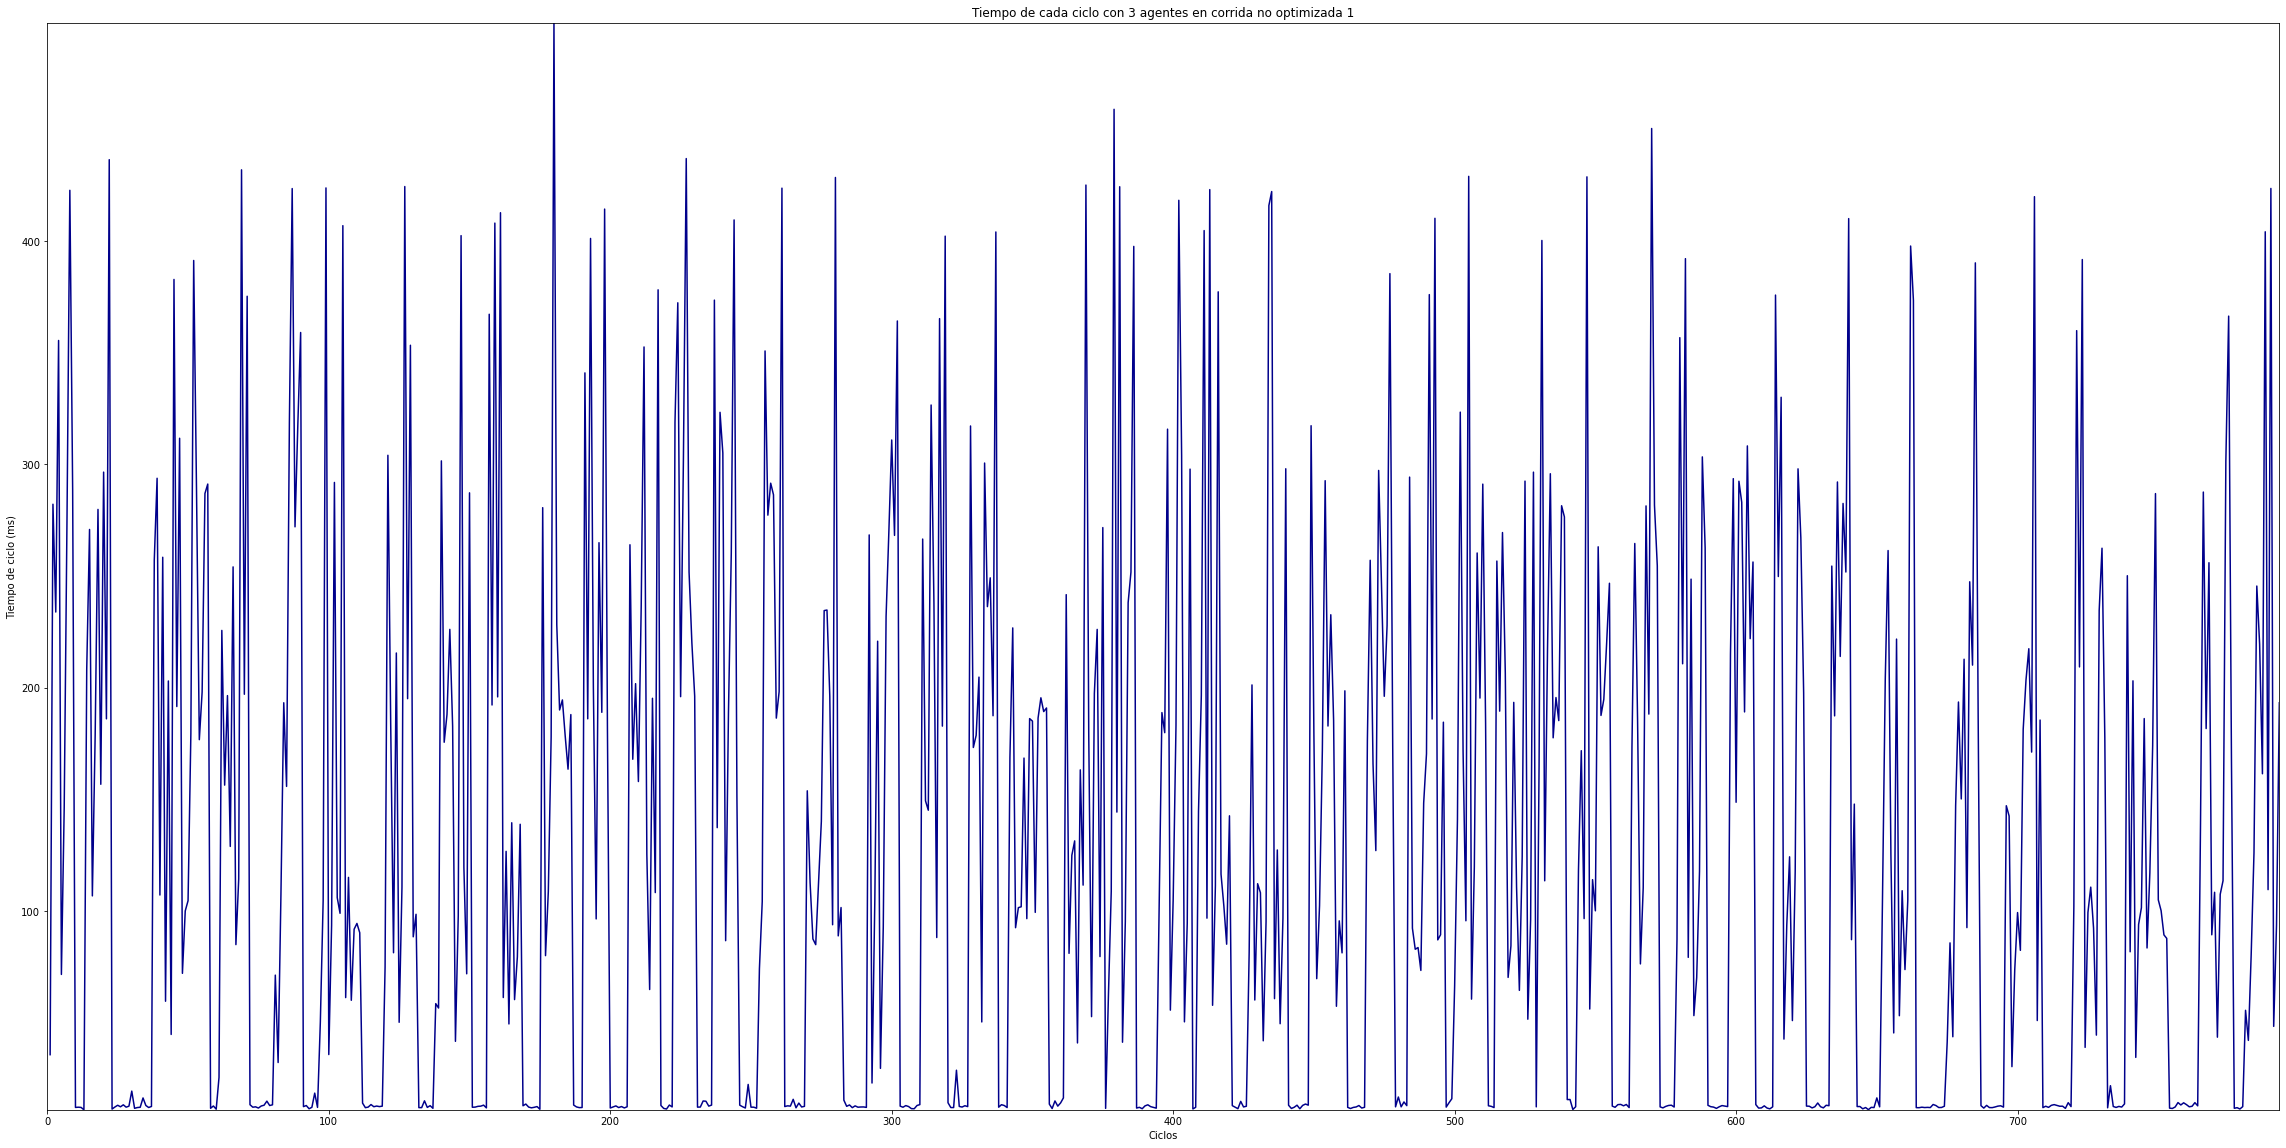 Tiempo de cada ciclo con 3 agentes en corrida no optimizada 1
Tiempo de ciclo (ms)
400
300
200
100
0 100 200 300 400 500 600 700
Ciclos